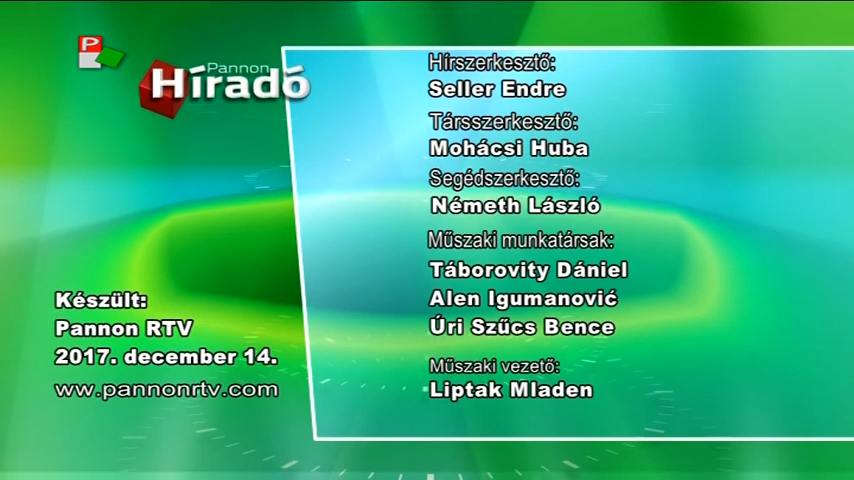 P
Pannon
Híradó
Hírszerkesztő:
Seller Endre
Társszerkesztő:
Mohácsi Huba
Segédszerkesztő:
Németh László
Műszaki munkatársak:
Táborovity Dániel
Alen Igumanović
Úri Szűcs Bence
Műszaki vezető:
Liptak Mladen
Készült:
Pannon RTV
2017. december 14.
ww.pannonrtv.com